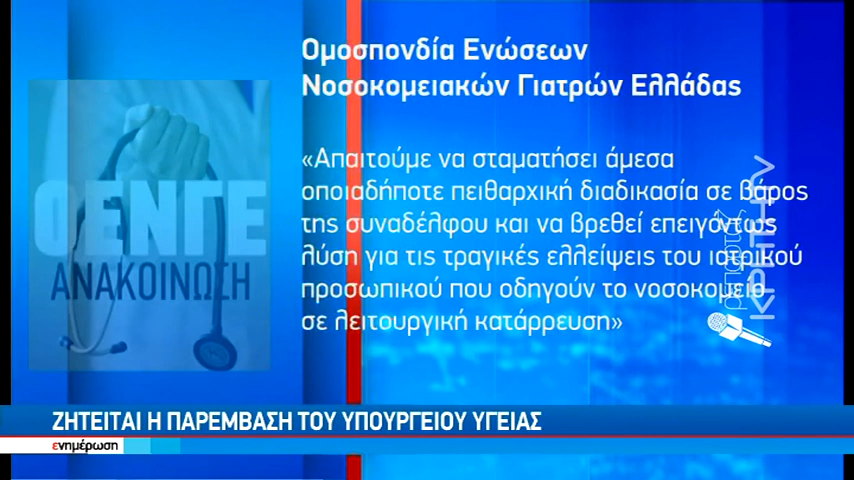 Ομοσπονδία Ενώσεων
Νοσοκομειακών Γιατρών Ελλάδας
«Απαιτούμε να σταματήσει άμεσα
οποιαδήποτε πειθαρχική διαδικασία σε βάρος
της συναδέλφου και να βρεθεί επειγόντως
λύση για τις τραγικές ελλείψεις του ιατρικού
προσωπικού που οδηγούν το νοσοκομείο
σε λειτουργική κατάρρευση»
ΟΕΝΓΕ
ΑΝΑΚΟΙΝΩΣΗ
ρεπορτάζ
ΚΡΗΤΗ TV
ΖΗΤΕΙΤΑΙ Η ΠΑΡΕΜΒΑΣΗ ΤΟΥ ΥΠΟΥΡΓΕΙΟΥ ΥΓΕΙΑΣ
ενημέρωση